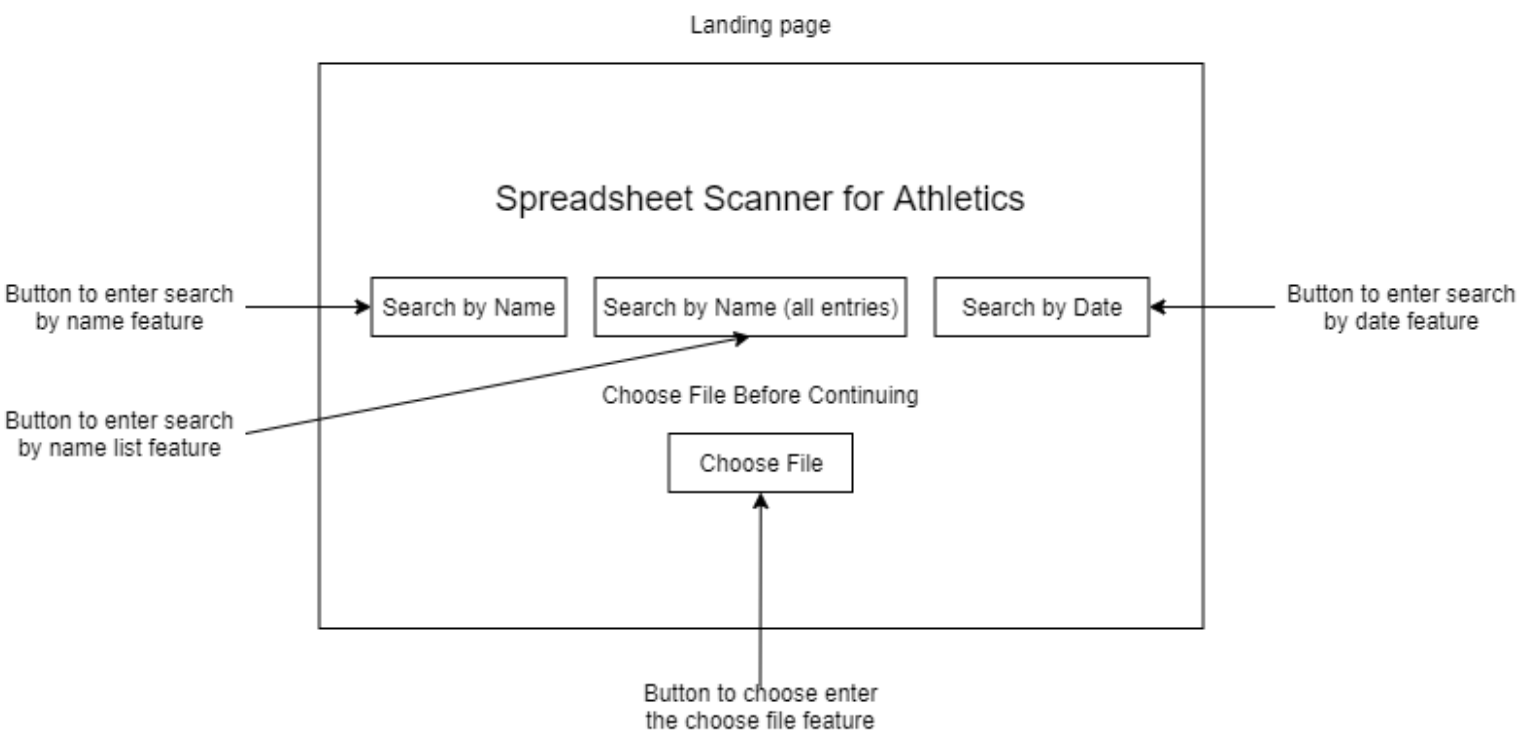 Landing page
Spreadsheet Scanner for Athletics
Button to enter search
by name feature
Search by Name
Search by Name (all entries)
Search by Date
Button to enter search
by date feature
Choose File Before Continuing
Button to enter search
by name list feature
Choose File
Button to choose enter
the choose file feature